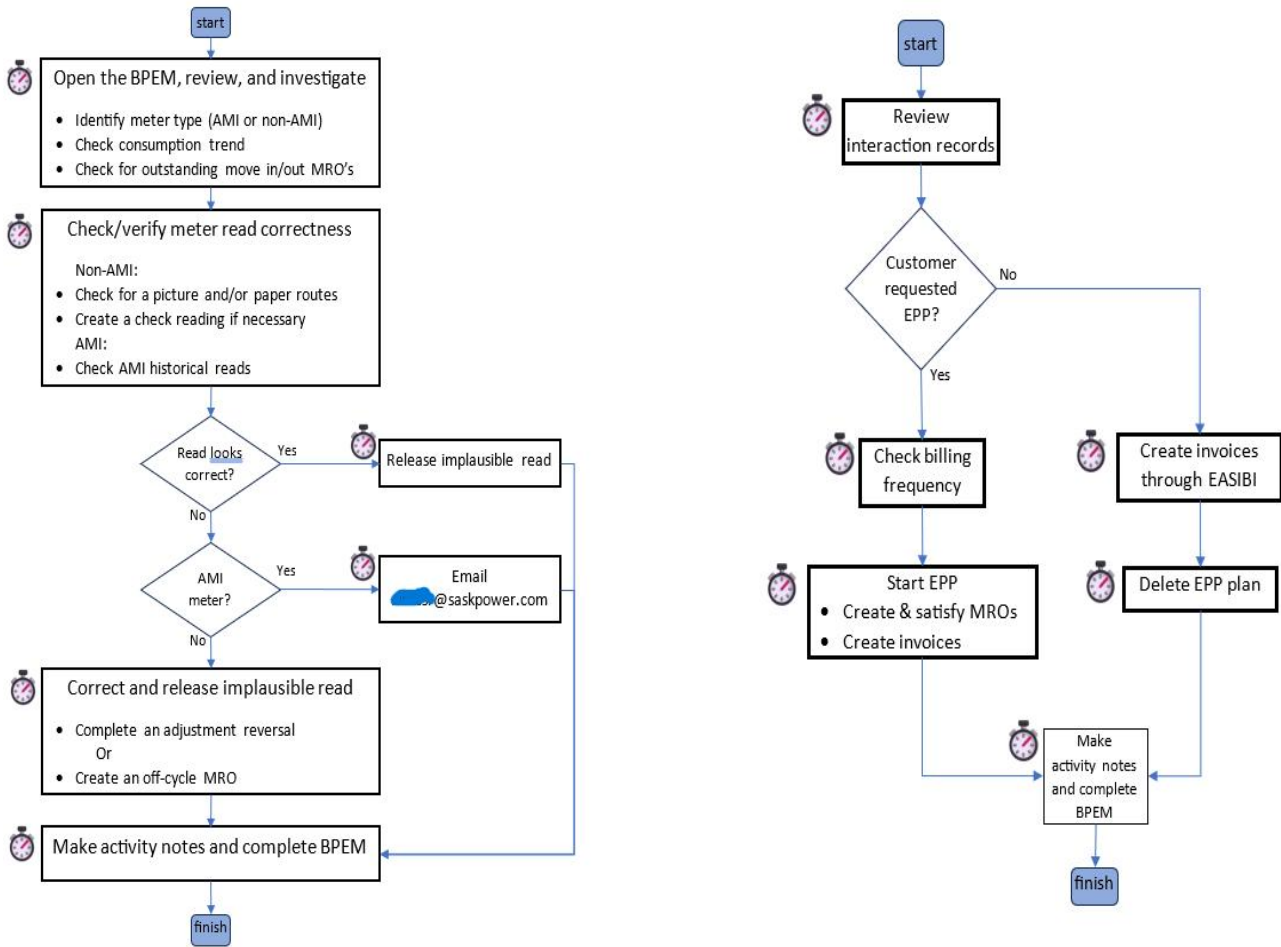 start
Open the BPEM, review, and investigate
• Identify meter type (AMI or non-AMI)
• Check consumption trend
• Check for outstanding move in/out MRO's
Check/verify meter read correctness
Non-AMI:
• Check for a picture and/or paper routes
• Create a check reading if necessary
AMI:
• Check AMI historical reads
Read looks
correct?
Yes
Release implausible read
No
AMI
meter?
Yes
Email
@saskpower.com
No
Correct and release implausible read
• Complete an adjustment reversal
Or
• Create an off-cycle MRO
Make activity notes and complete BPEM
finish
start
Review
interaction records
Customer
requested
EPP?
No
Yes
Check billing
frequency
Create invoices
through EASIBI
Start EPP
• Create & satisfy MROs
• Create invoices
Delete EPP plan
Make
activity notes
and complete
BPEM
finish